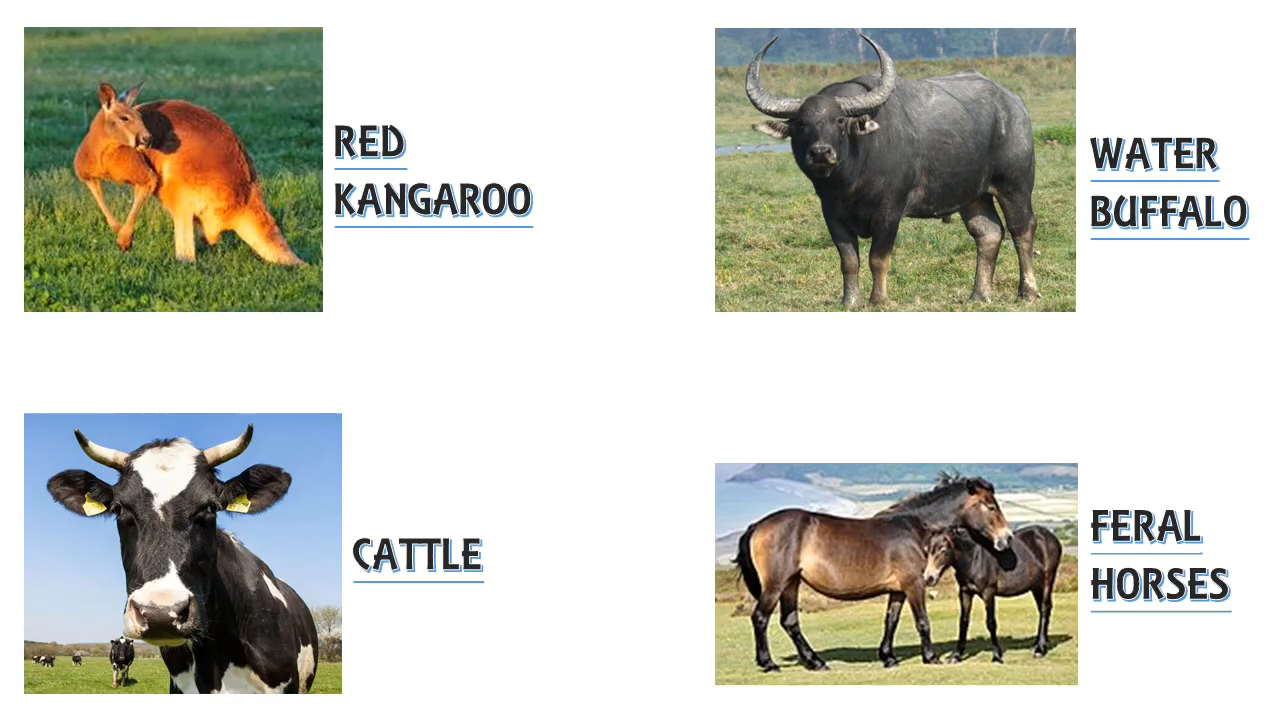 RED
KANGAROO
WATER
BUFFALO
CATTLE
FERAL
HORSES